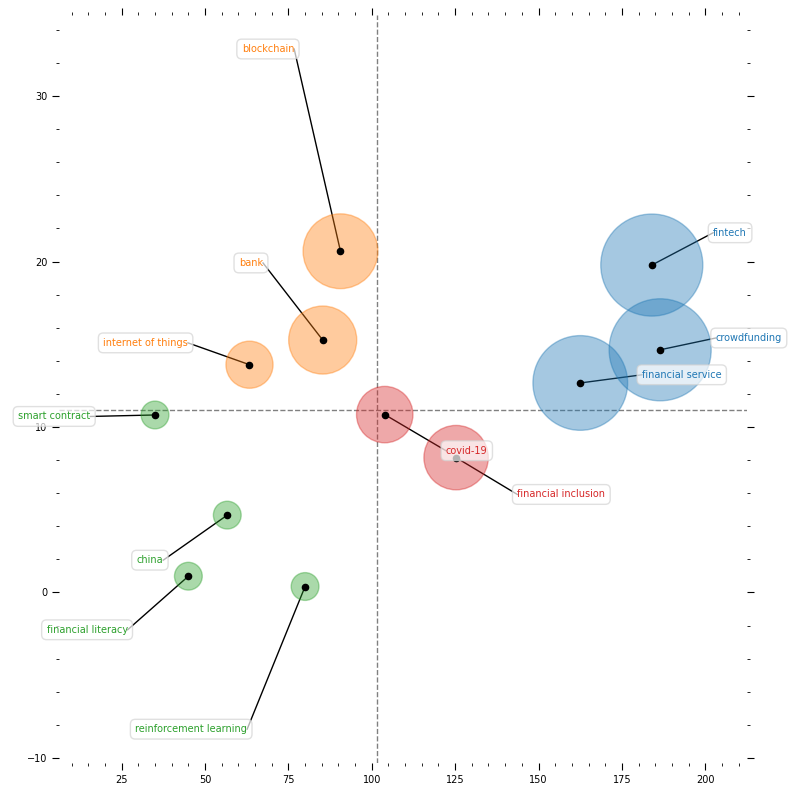 blockchain
30
fintech
bank
20
crowdfunding
internet of things
financial service
smart contract
10
covid-19
financial inclusion
china
0
financial literacy
reinforcement learning
−10
25 50 75 100 125 150 175 200